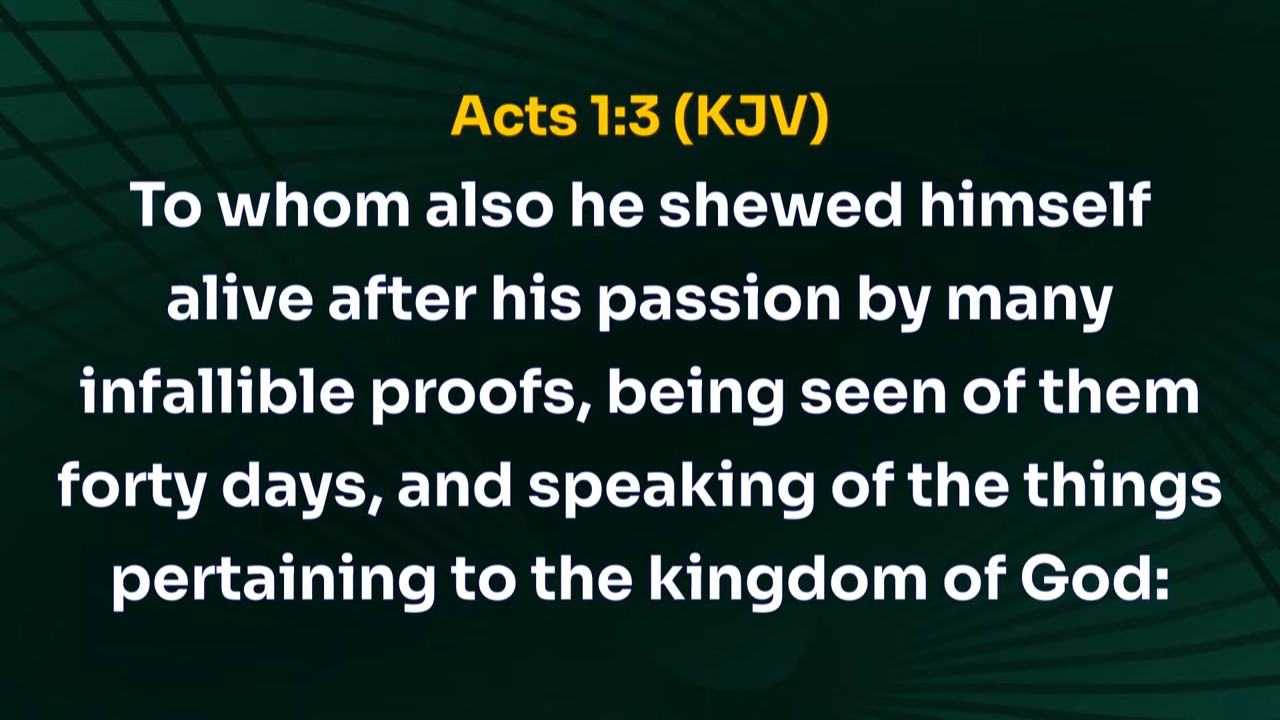 Acts 1:3 (KJV)
To whom also he shewed himself
alive after his passion by many
infallible proofs, being seen of them
forty days, and speaking of the things
pertaining to the kingdom of God: